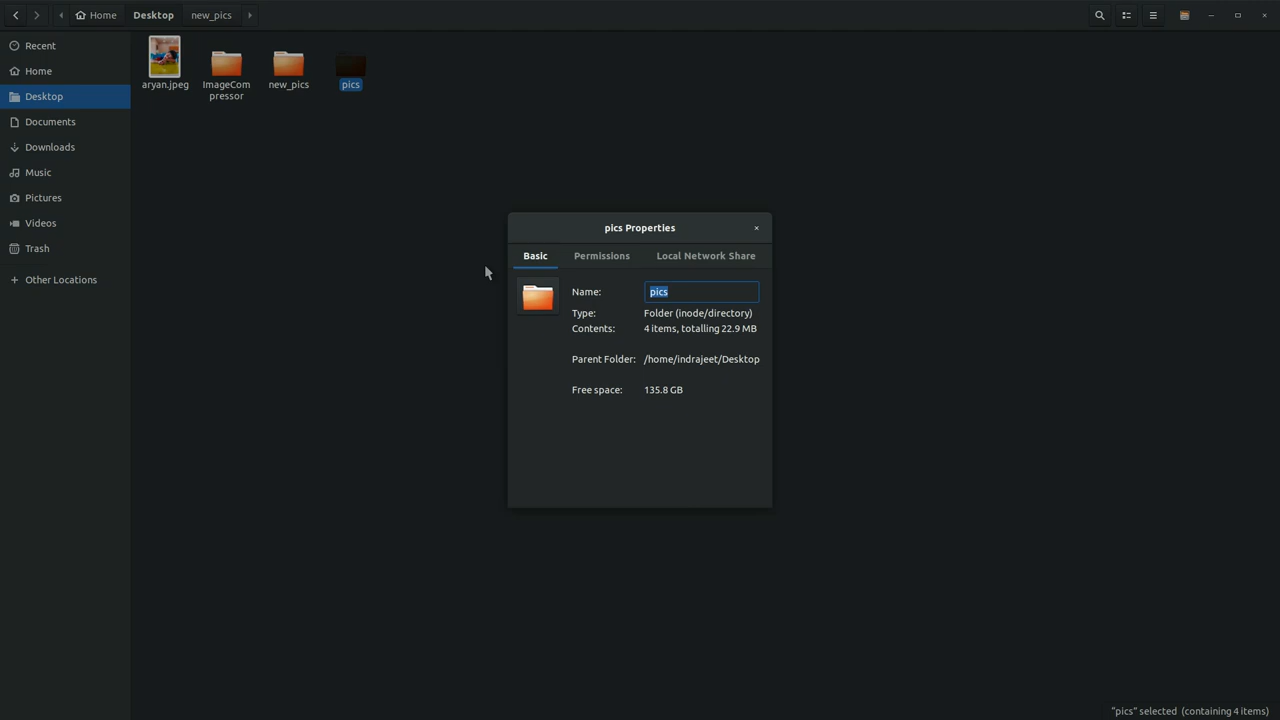 Home Desktop new_pics
Recent
Home
Desktop
Documents
Downloads
Music
Pictures
Videos
Trash
Other Locations
aryan.jpeg
ImageCom
pressor
new_pics
pics
pics Properties
Basic Permissions Local Network Share
Name: pics
Type: Folder (inode/directory)
Contents: 4 items, totalling 22.9 MB
Parent Folder: /home/indrajeet/Desktop
Free space: 135.8 GB
"pics" selected (containing 4 items)